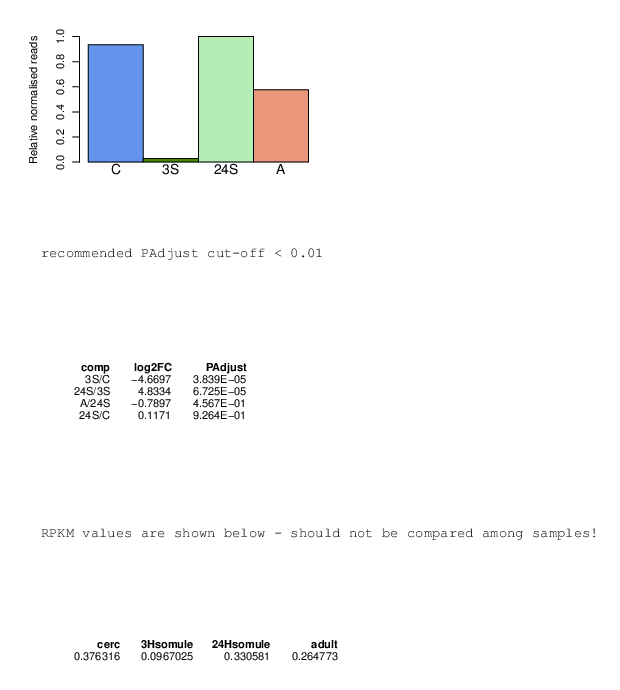 Relative normalised reads
1.0
0.8
0.6
0.4
0.2
0.0
C 3S 24S A
recommended PAdjust cut-off < 0.01
comp log2FC PAdjust
3S/C −4.6697 3.839E−05
24S/3S 4.8334 6.725E−05
A/24S −0.7897 4.567E−01
24S/C 0.1171 9.264E−01
RPKM values are shown below - should not be compared among samples!
cerc 3Hsomule 24Hsomule adult
0.376316 0.0967025 0.330581 0.264773